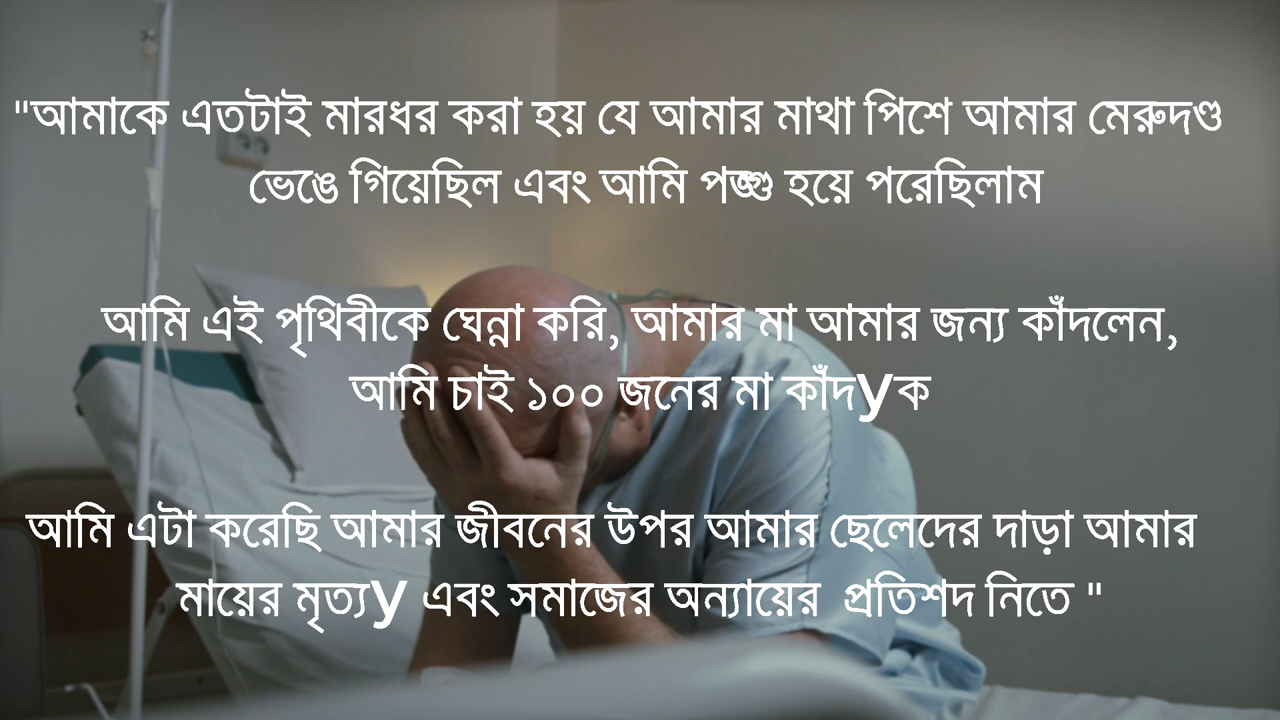 "আমাকে এতটাই মারধর করা হয় যে আমার মাথা পিশে আমার মেরুদণ্ড
ভেঙে গিয়েছিল এবং আমি পঙ্গু হয়ে পরেছিলাম
আমি এই পৃথিবীকে ঘেন্না করি, আমার মা আমার জন্য কাঁদলেন,
আমি চাই ১০০ জনের মা কাঁদyক
আমি এটা করেছি আমার জীবনের উপর আমার ছেলেদের দাড়া আমার
মায়ের মৃত্যy এবং সমাজের অন্যায়ের প্রতিশদ নিতে "